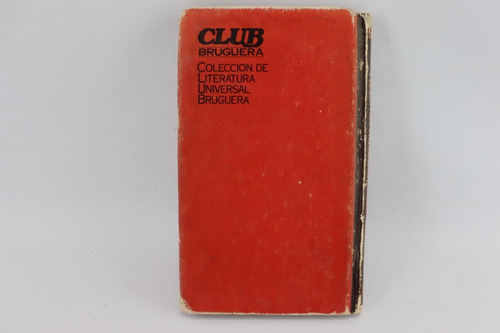 CLUB
BRUGUERA
COLECCION DE
LITERATURA
UNIVERSAL
BRUGUERA